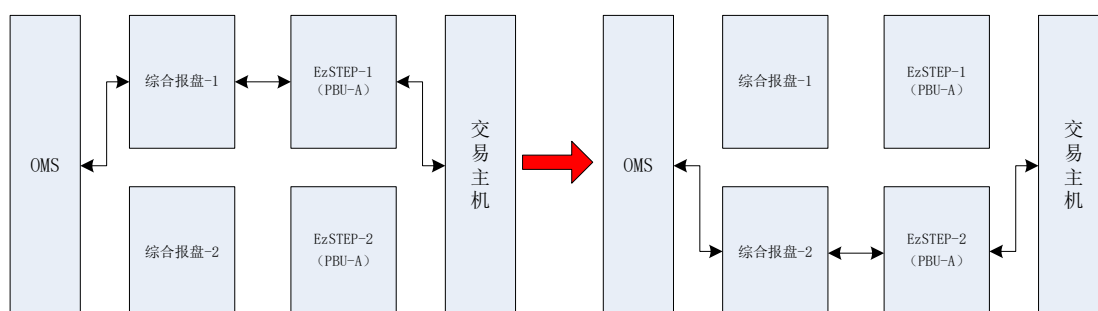 OMS
综合报盘-1
EzSTEP-1
（PBU-A）
综合报盘-2
EzSTEP-2
（PBU-A）
交
易
主
机
OMS
综合报盘-1
EzSTEP-1
（PBU-A）
综合报盘-2
EzSTEP-2
（PBU-A）
交
易
主
机